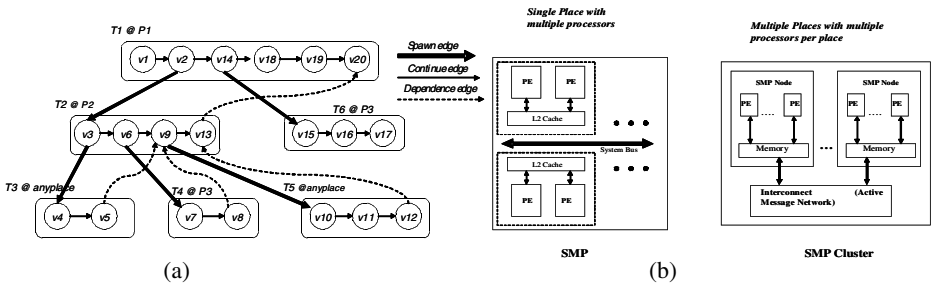 T1 @ P1
v1 v2 v14 v18 v19 v20
Spawn edge
Continue edge
Dependence edge
T2 @ P2
v3 v6 v9 v13
T6 @ P3
v15 v16 v17
T3 @ anyplace
v4 v5
T4 @ P3
v7 v8
T5 @anyplace
v10 v11 v12
(a)
Single Place with
multiple processors
PE PE
L2 Cache
System Bus
L2 Cache
PE PE
SMP
Multiple Places with multiple
processors per place
SMP Node
PE PE
Memory
SMP Node
PE PE
Memory
Interconnect (Active
Message Network)
SMP Cluster
(b)